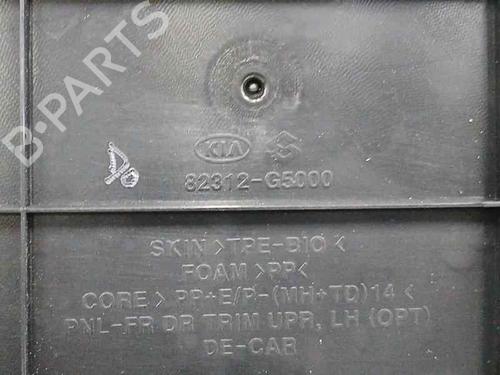 B-PARTS
KIA
82312-G5000
SKIN >TPE-BIO<
FOAM >PP<
CORE > PP+E/P-(MH+TD)14 <
PNL-FR DR TRIM UPR, LH (OPT)
DE-CAR